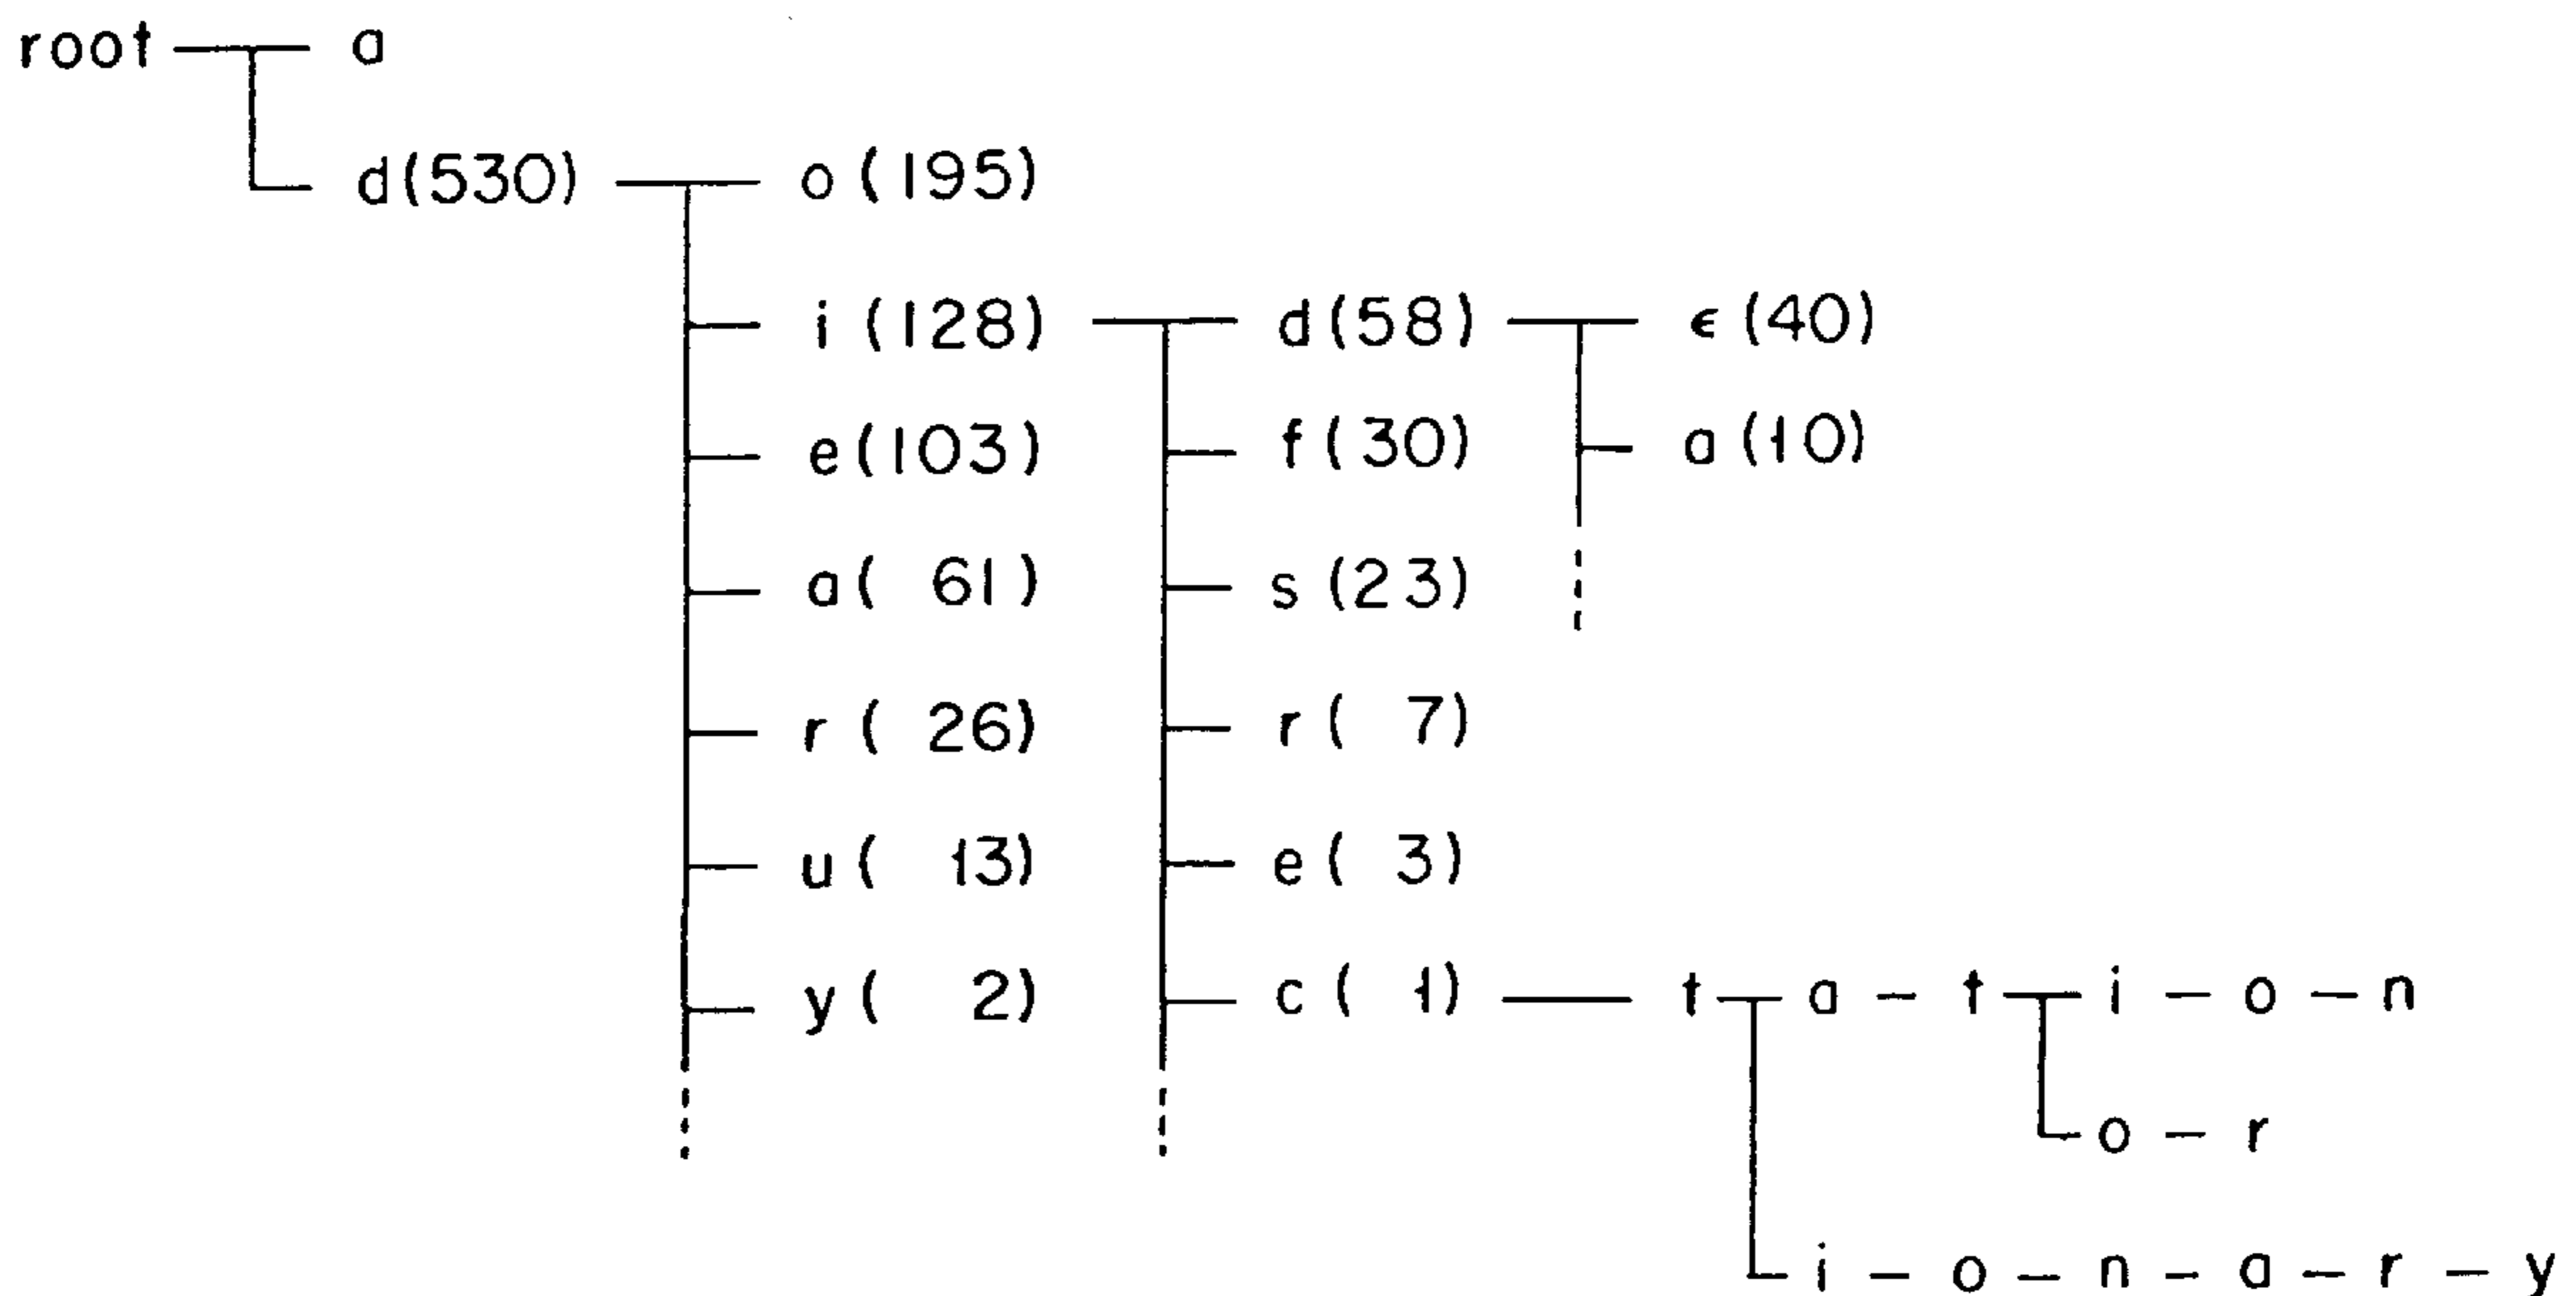 root a
d(530) o(195)
i(128) d(58) ϵ(40)
e(103) f(30) a(10)
a( 61) s(23)
r( 26) r( 7)
u( 13) e( 3)
y( 2) c( 1) t a - t i - o - n
o - r
i - o - n - a - r - y